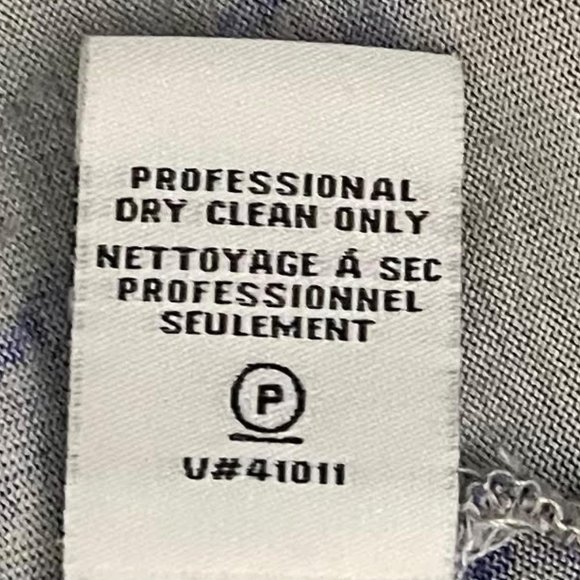 PROFESSIONAL
DRY CLEAN ONLY
NETTOYAGE Á SEC
PROFESSIONNEL
SEULEMENT
P
V#41011